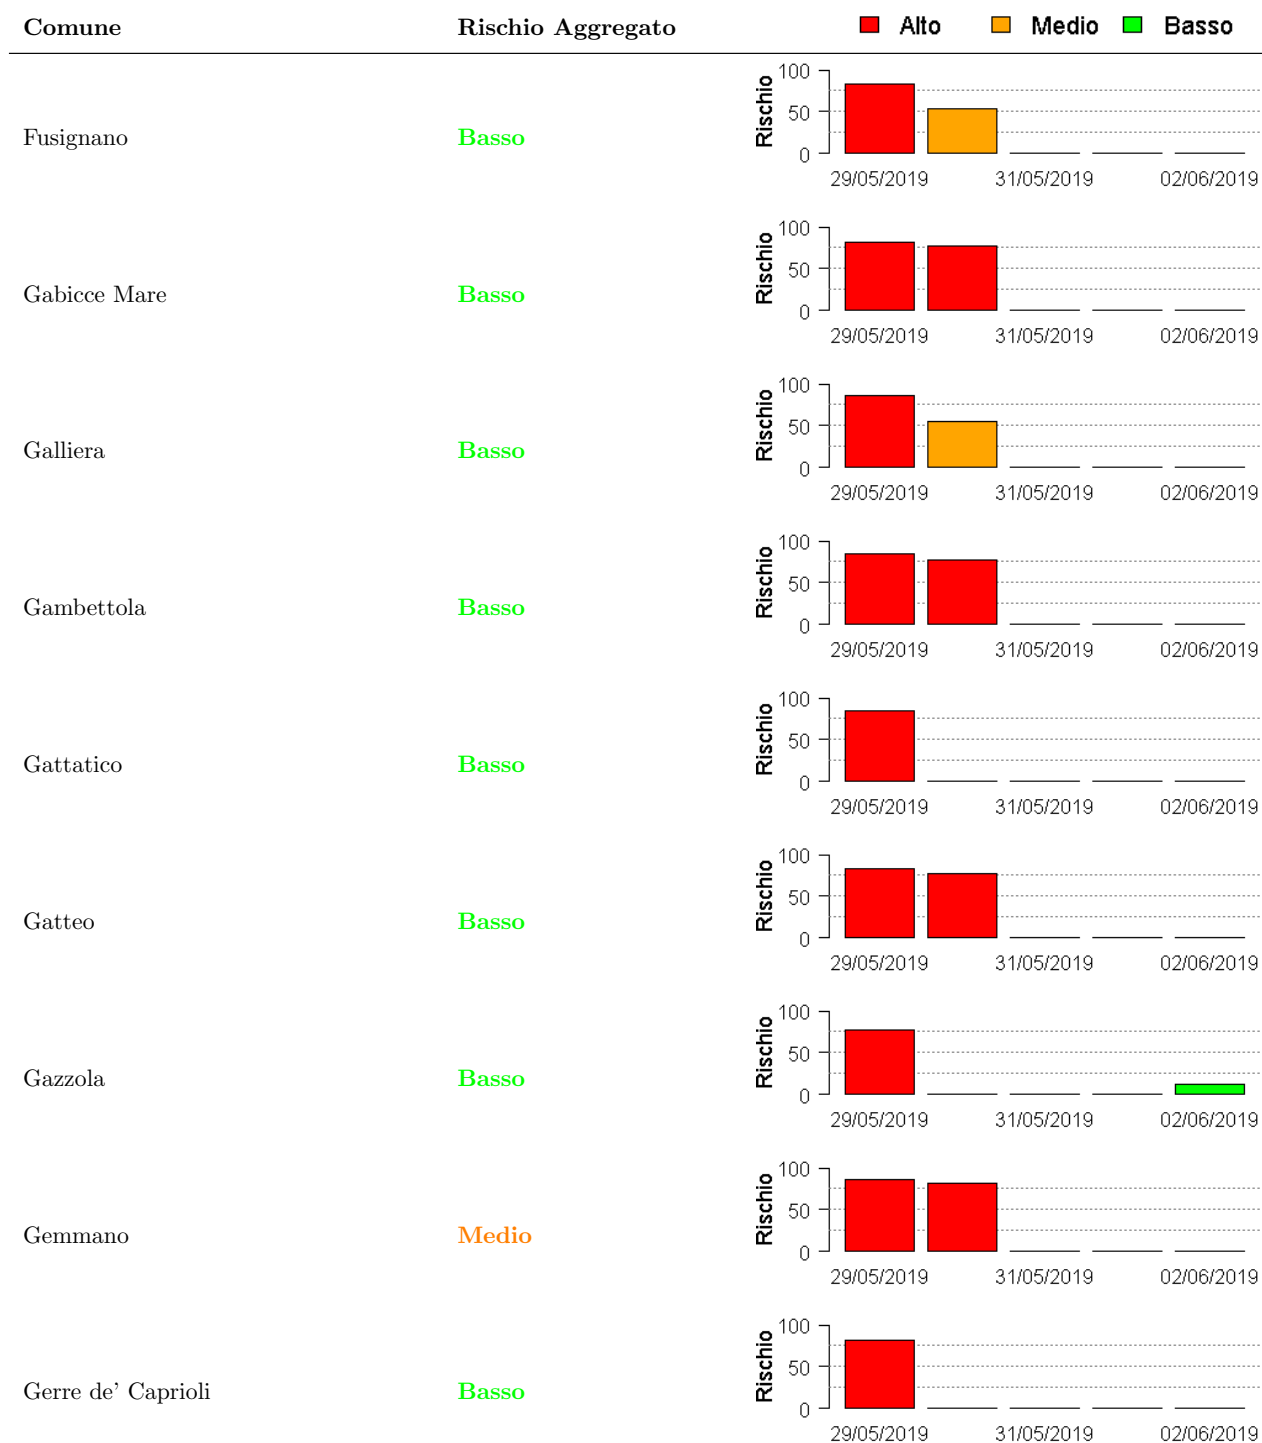 Comune Rischio Aggregato Alto Medio Basso
Fusignano Basso Rischio 100 50 0
29/05/2019 31/05/2019 02/06/2019
Gabicce Mare Basso Rischio 100 50 0
29/05/2019 31/05/2019 02/06/2019
Galliera Basso Rischio 100 50 0
29/05/2019 31/05/2019 02/06/2019
Gambettola Basso Rischio 100 50 0
29/05/2019 31/05/2019 02/06/2019
Gattatico Basso Rischio 100 50 0
29/05/2019 31/05/2019 02/06/2019
Gatteo Basso Rischio 100 50 0
29/05/2019 31/05/2019 02/06/2019
Gazzola Basso Rischio 100 50 0
29/05/2019 31/05/2019 02/06/2019
Gemmano Medio Rischio 100 50 0
29/05/2019 31/05/2019 02/06/2019
Gerre de' Caprioli Basso Rischio 100 50 0
29/05/2019 31/05/2019 02/06/2019